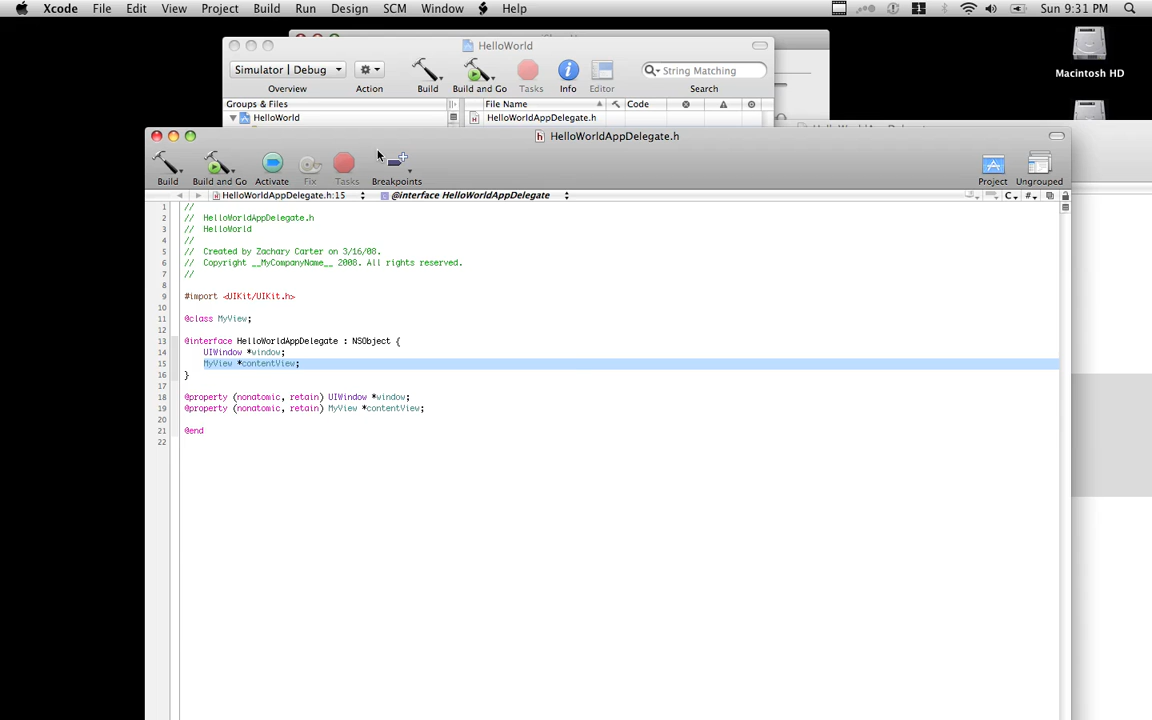 Xcode File Edit View Project Build Run Design SCM Window Help Sun 9:31 PM
Macintosh HD
HelloWorld
Simulator | Debug
String Matching
Overview Action Build Build and Go Tasks Info Editor Search
Groups & Files File Name Code
HelloWorld HelloWorldAppDelegate.h
HelloWorldAppDelegate.h
Build Build and Go Activate Fix Tasks Breakpoints Project Ungrouped
HelloWorldAppDelegate.h:15 @interface HelloWorldAppDelegate C #
1 //
2 // HelloWorldAppDelegate.h
3 // HelloWorld
4 //
5 // Created by Zachary Carter on 3/16/08.
6 // Copyright __MyCompanyName__ 2008. All rights reserved.
7 //
8
9 #import <UIKit/UIKit.h>
10
11 @class MyView;
12
13 @interface HelloWorldAppDelegate : NSObject {
14 UIWindow *window;
15 MyView *contentView;
16 }
17
18 @property (nonatomic, retain) UIWindow *window;
19 @property (nonatomic, retain) MyView *contentView;
20
21 @end
22